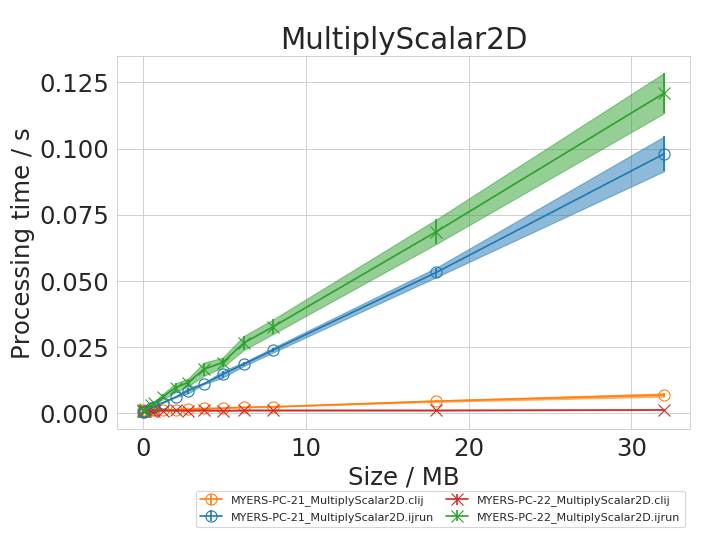 MultiplyScalar2D
0.125
0.100
0.075
0.050
0.025
0.000
Processing time / s
0
10
20
30
Size / MB
MYERS-PC-21_MultiplyScalar2D.clij
MYERS-PC-22_MultiplyScalar2D.clij
MYERS-PC-21_MultiplyScalar2D.ijrun
MYERS-PC-22_MultiplyScalar2D.ijrun